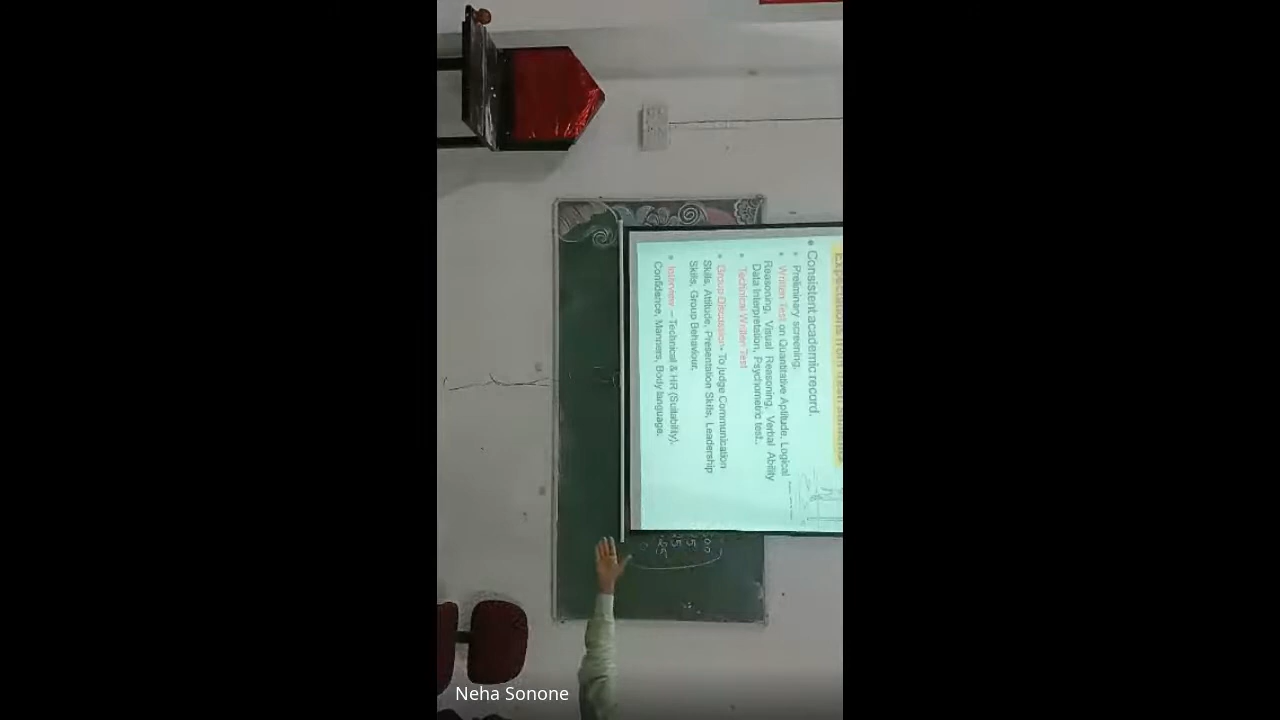 Expectations from
• Consistent academic record.
• Preliminary screening.
• Written Test on Quantitative Aptitude, Logical
Reasoning, Visual Reasoning, Verbal Ability
Data Interpretation, Psychometric test..
• Technical Written Test
• Group Discussion- To judge Communication
Skills, Attitude, Presentation Skills, Leadership
Skills, Group Behaviour.
• Interview – Technical & HR (Suitability),
Confidence, Manners, Body language.
Neha Sonone